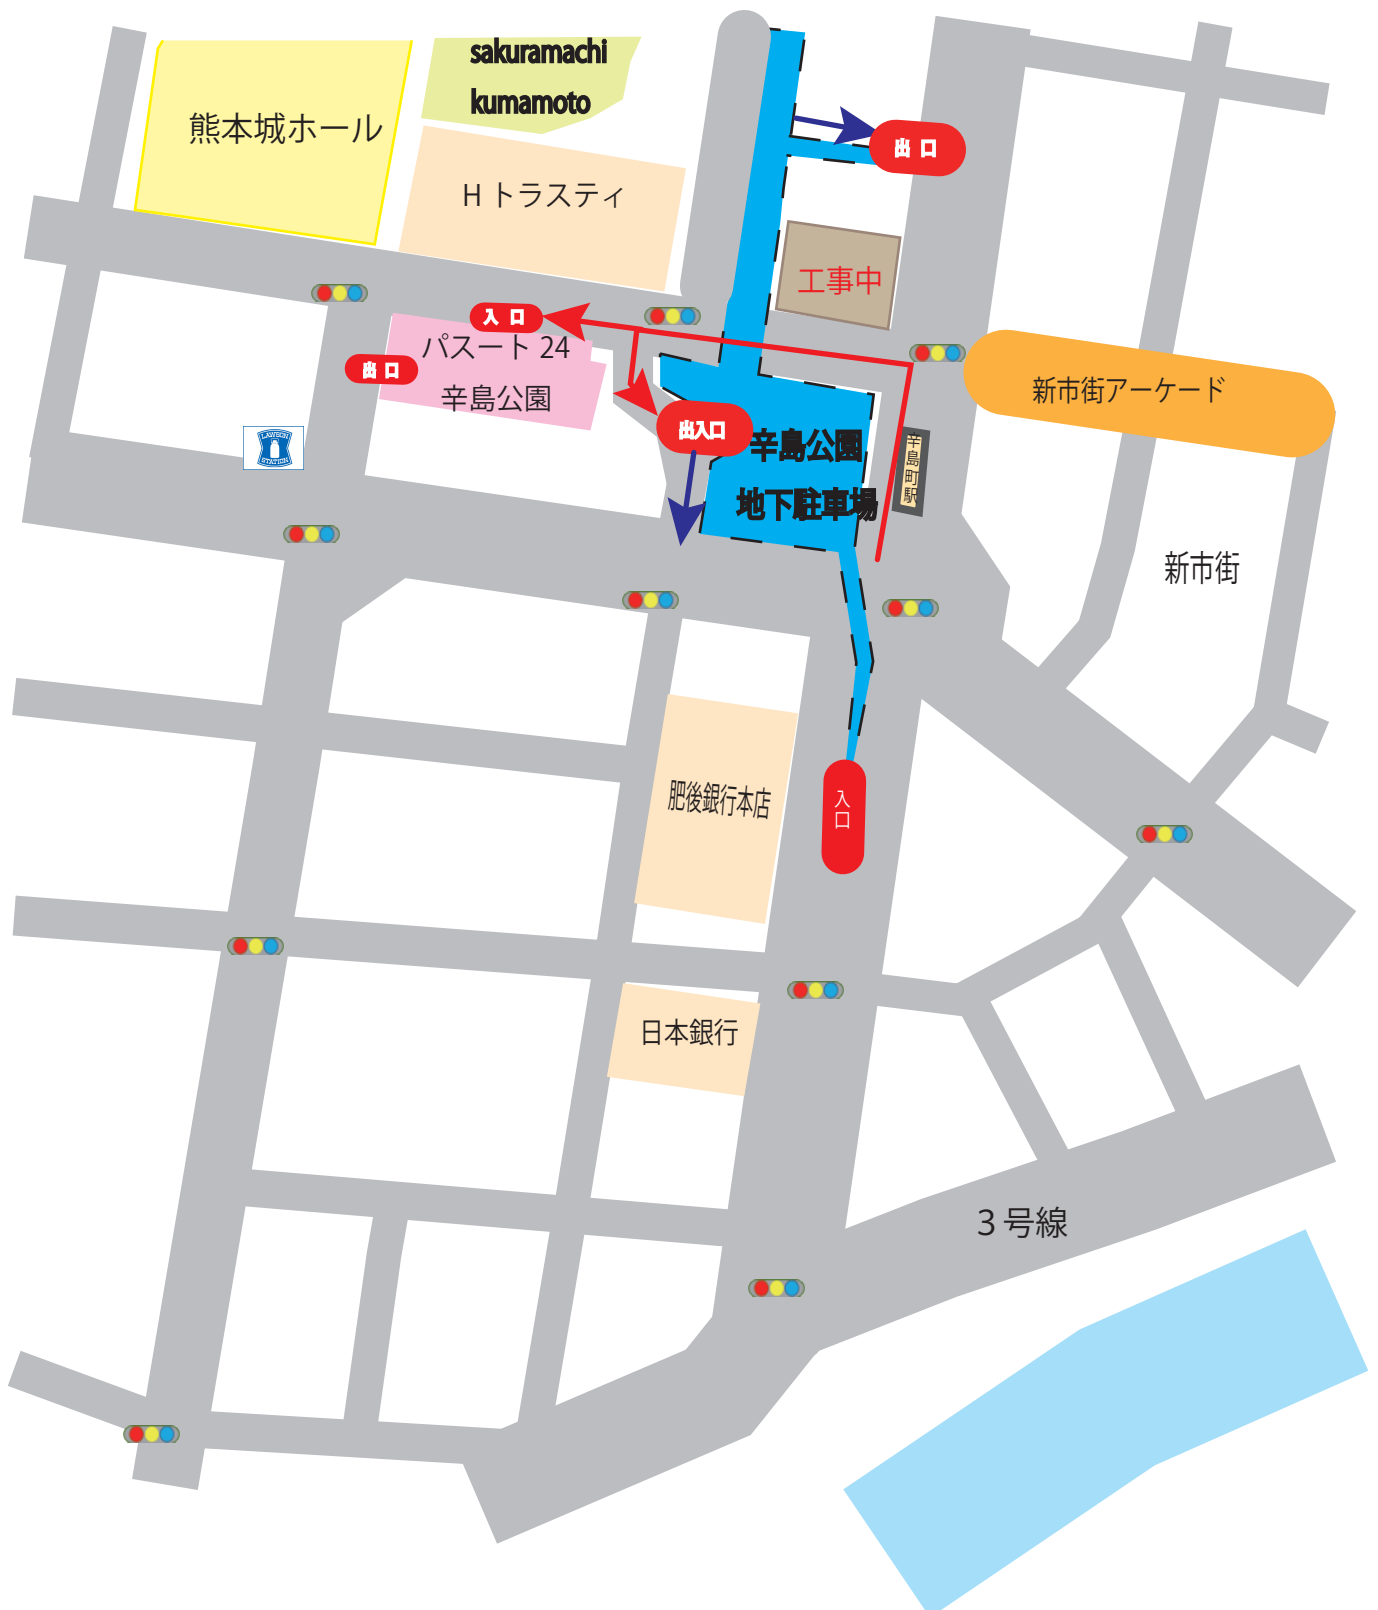 sakuramachi
kumamoto
熊本城ホール
H トラスティ
出 口
工事中
入 口
パスート 24
辛島公園
出 口
新市街アーケード
出入口
辛島公園
地下駐車場
辛島町駅
LAWSON
STATION
新市街
肥後銀行本店
入口
日本銀行
３号線